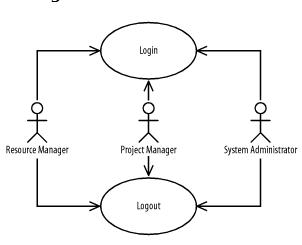 Login
Resource Manager
Project Manager
System Administrator
Logout